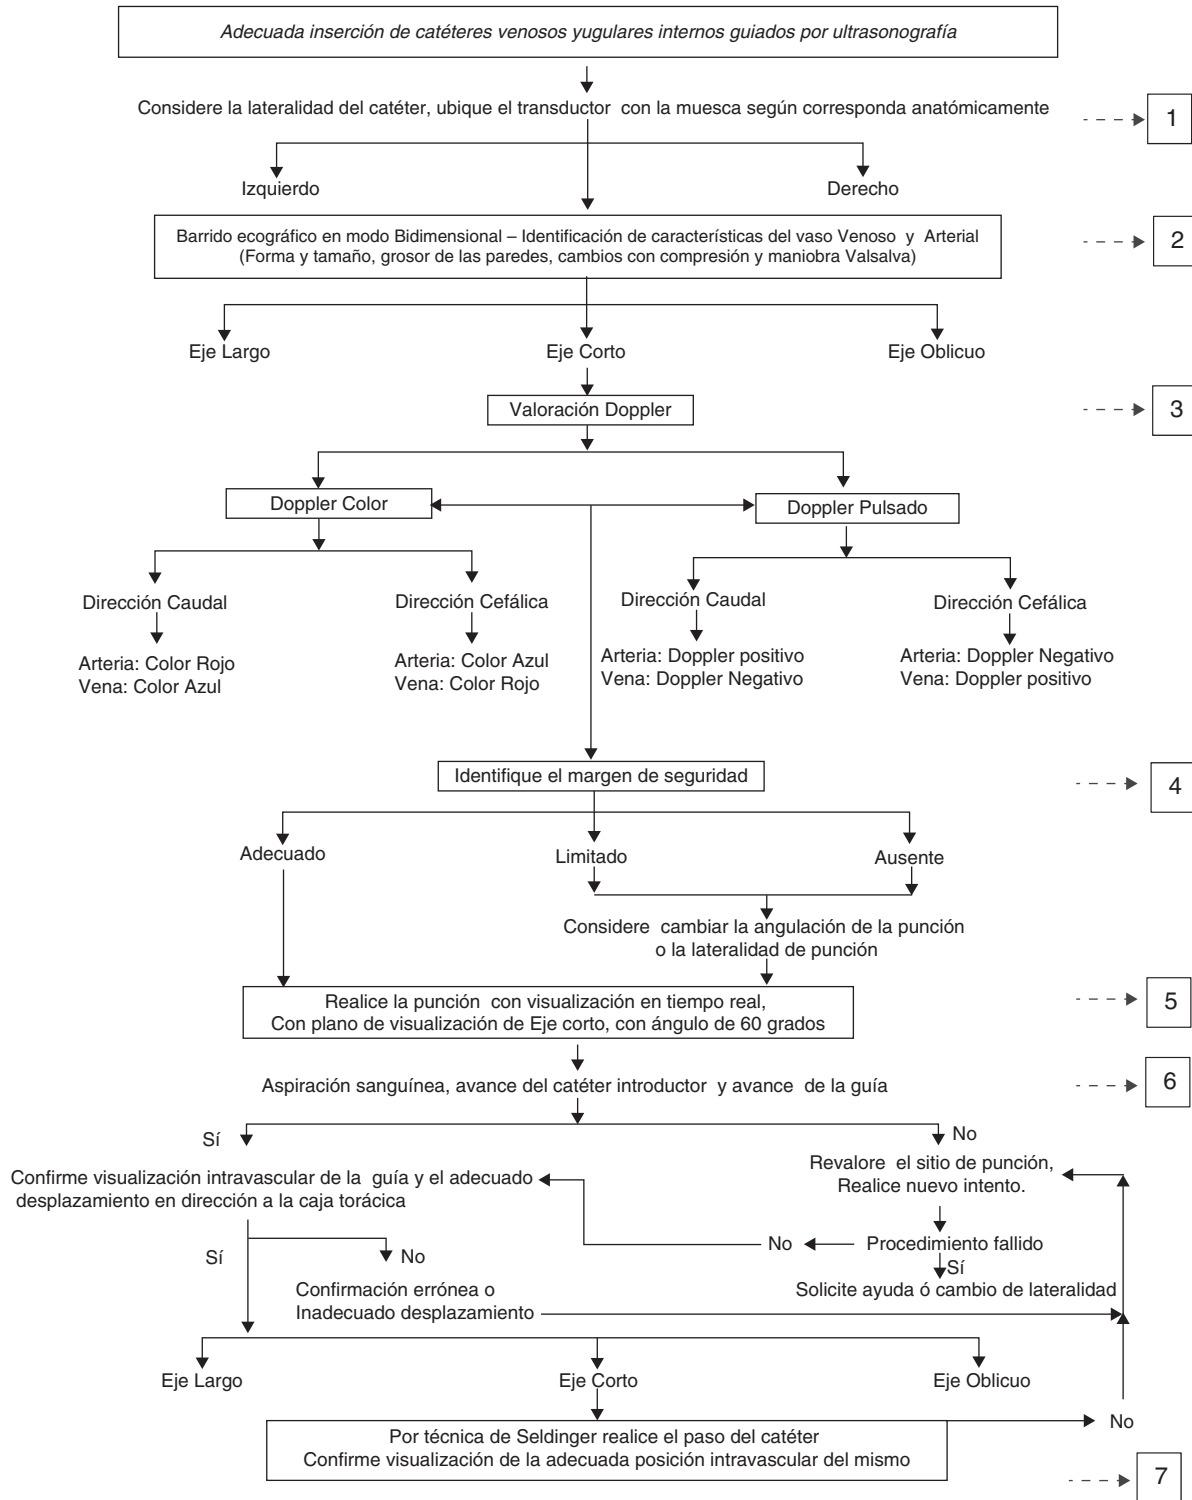 Adecuada inserción de catéteres venosos yugulares internos guiados por ultrasonografía
Considere la lateralidad del catéter, ubique el transductor con la muesca según corresponda anatómicamente
1
Izquierdo
Derecho
Barrido ecográfico en modo Bidimensional – Identificación de características del vaso Venoso y Arterial
(Forma y tamaño, grosor de las paredes, cambios con compresión y maniobra Valsalva)
2
Eje Largo
Eje Corto
Eje Oblicuo
Valoración Doppler
3
Doppler Color
Doppler Pulsado
Dirección Caudal
Dirección Cefálica
Dirección Caudal
Dirección Cefálica
Arteria: Color Rojo
Vena: Color Azul
Arteria: Color Azul
Vena: Color Rojo
Arteria: Doppler positivo
Vena: Doppler Negativo
Arteria: Doppler Negativo
Vena: Doppler positivo
Identifique el margen de seguridad
4
Adecuado
Limitado
Ausente
Considere cambiar la angulación de la punción
o la lateralidad de punción
Realice la punción con visualización en tiempo real,
Con plano de visualización de Eje corto, con ángulo de 60 grados
5
Aspiración sanguínea, avance del catéter introductor y avance de la guía
6
Sí
No
Confirme visualización intravascular de la guía y el adecuado
desplazamiento en dirección a la caja torácica
Revalore el sitio de punción,
Realice nuevo intento.
Sí
No
No
Procedimiento fallido
Sí
Confirmación errónea o
Inadecuado desplazamiento
Solicite ayuda ó cambio de lateralidad
Eje Largo
Eje Corto
Eje Oblicuo
No
Por técnica de Seldinger realice el paso del catéter
Confirme visualización de la adecuada posición intravascular del mismo
7